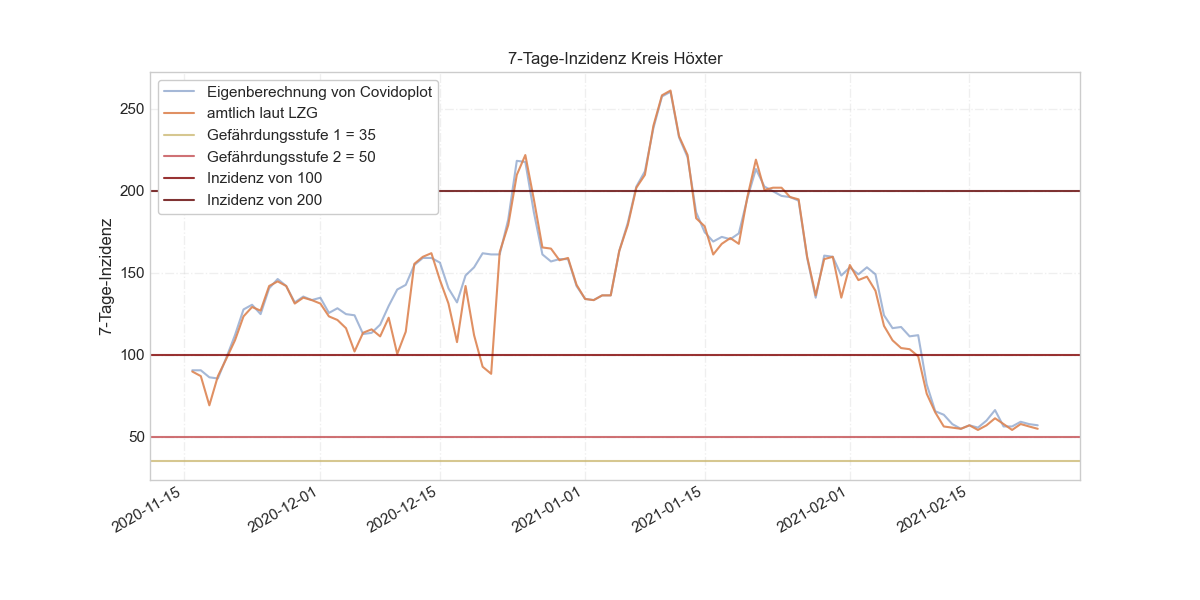 7-Tage-Inzidenz Kreis Höxter
Eigenberechnung von Covidoplot
amtlich laut LZG
Gefährdungsstufe 1 = 35
Gefährdungsstufe 2 = 50
Inzidenz von 100
Inzidenz von 200
7-Tage-Inzidenz
250
200
150
100
50
2020-11-15
2020-12-01
2020-12-15
2021-01-01
2021-01-15
2021-02-01
2021-02-15